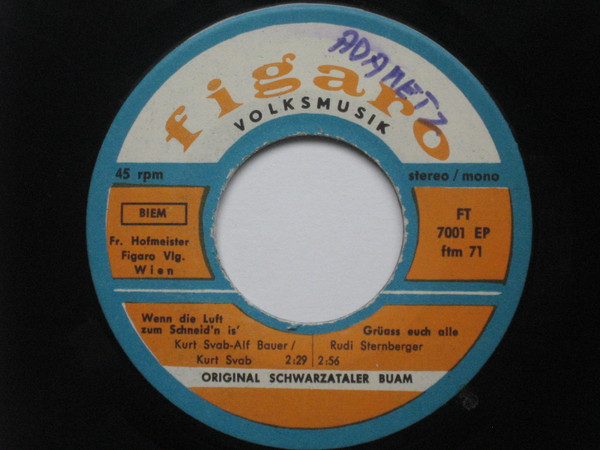 ADAMETZ
figaro
VOLKSMUSIK
45 rpm
stereo / mono
BIEM
Fr. Hofmeister
Figaro Vlg.
Wien
FT
7001 EP
ftm 71
Wenn die Luft
zum Schneid'n is'
Kurt Svab-Alf Bauer /
Kurt Svab 2:29
Grüass euch alle
Rudi Sternberger
2:56
ORIGINAL SCHWARZATALER BUAM